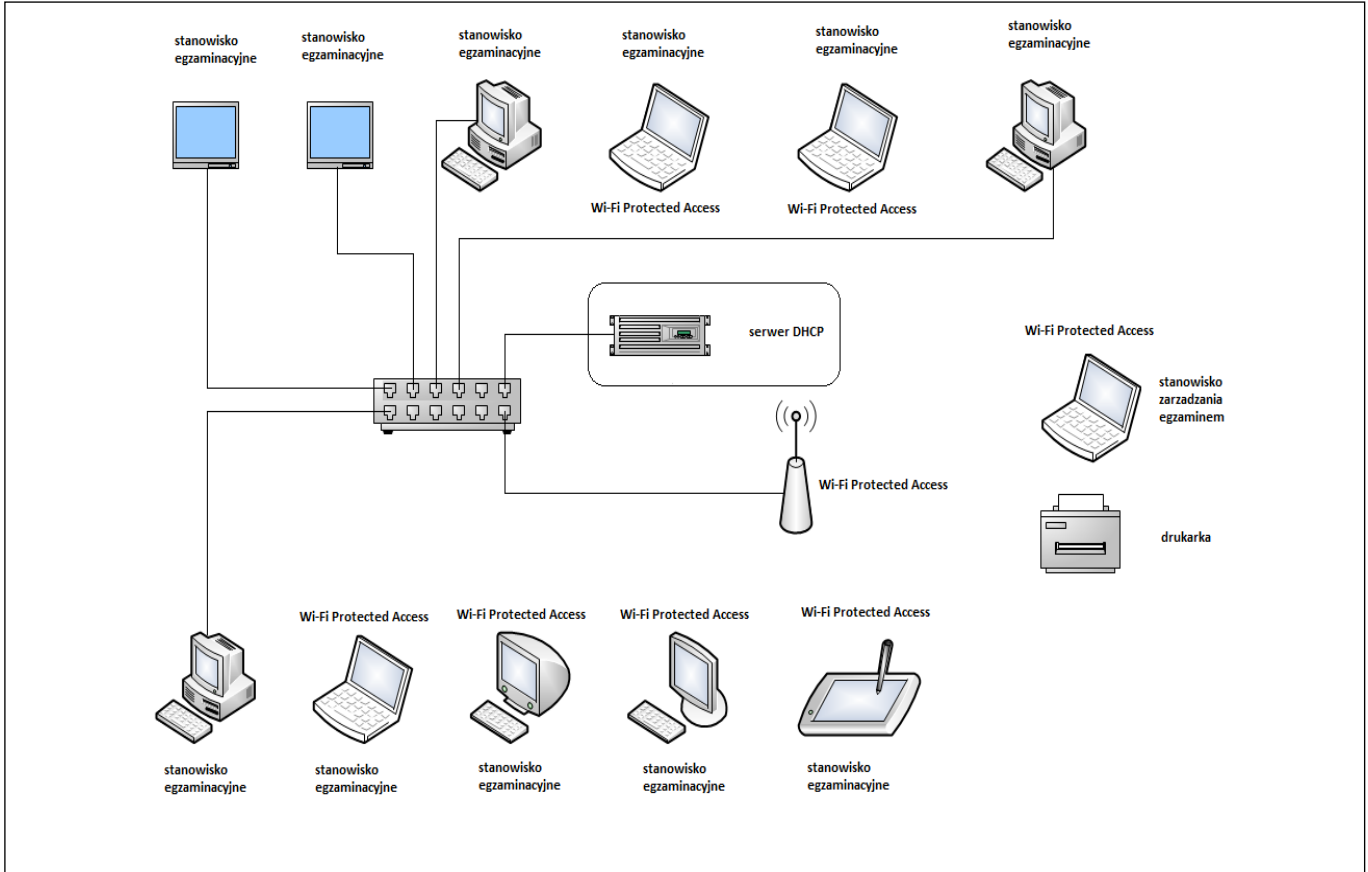 stanowisko
egzaminacyjne
stanowisko
egzaminacyjne
stanowisko
egzaminacyjne
stanowisko
egzaminacyjne
stanowisko
egzaminacyjne
stanowisko
egzaminacyjne
Wi-Fi Protected Access
Wi-Fi Protected Access
serwer DHCP
Wi-Fi Protected Access
stanowisko
zarzadzania
egzaminem
Wi-Fi Protected Access
drukarka
Wi-Fi Protected Access
Wi-Fi Protected Access
Wi-Fi Protected Access
Wi-Fi Protected Access
stanowisko
egzaminacyjne
stanowisko
egzaminacyjne
stanowisko
egzaminacyjne
stanowisko
egzaminacyjne
stanowisko
egzaminacyjne